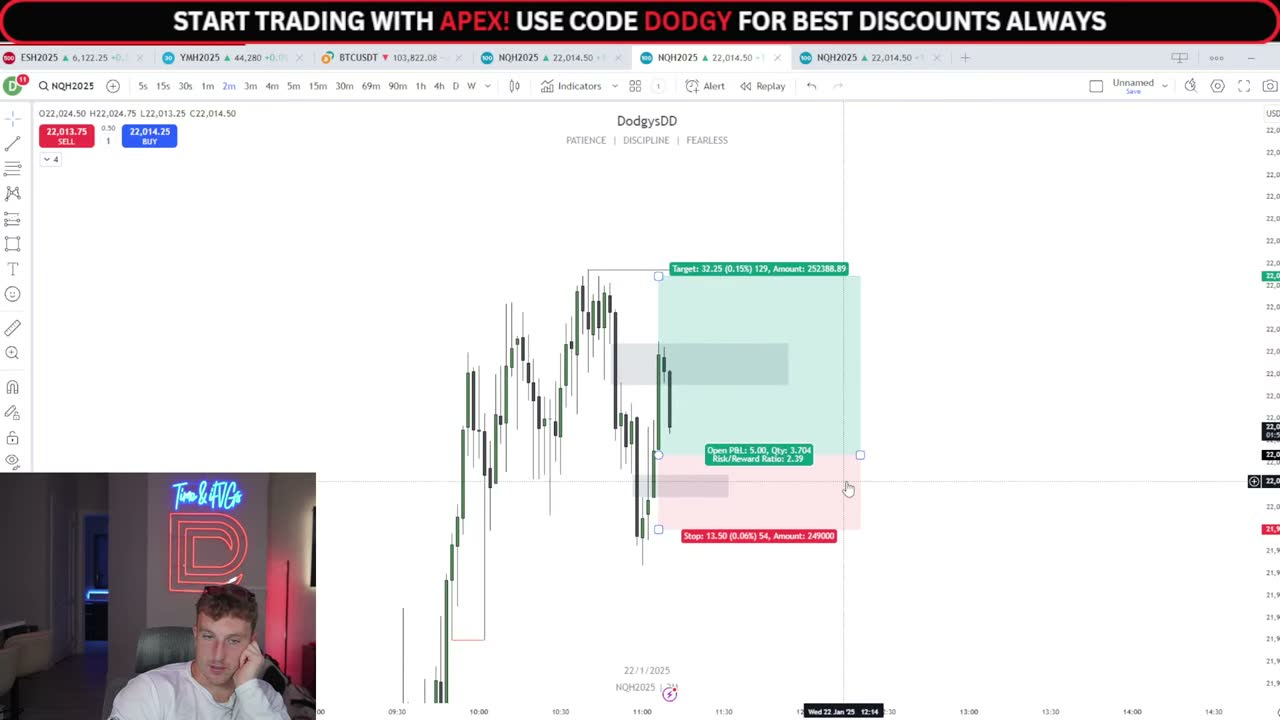 START TRADING WITH APEX! USE CODE DODGY FOR BEST DISCOUNTS ALWAYS
ESH2025 6,122.25 YMH2025 44,280 BTCUSDT 103,822.08 NQH2025 22,014.50 NQH2025 22,014.50 NQH2025 22,014.50
D 11 NQH2025 5s 15s 30s 1m 2m 3m 4m 5m 15m 30m 69m 90m 1h 4h D W Indicators 1 Alert Replay Unnamed
Save
O22,024.50 H22,024.75 L22,013.25 C22,014.50
USD
DodgysDD
22,013.75 0.50 22,014.25
SELL 1 BUY
PATIENCE | DISCIPLINE | FEARLESS
4
Target: 32.25 (0.15%) 129, Amount: 252388.89
Open P&L: 5.00, Qty: 3.704
Risk/Reward Ratio: 2.39
Stop: 13.50 (0.06%) 54, Amount: 249000
Time & iFVGs
D
22/1/2025
NQH2025
09:30 10:00 10:30 11:00 11:30 Wed 22 Jan '25 12:14 13:00 13:30 14:00 14:30